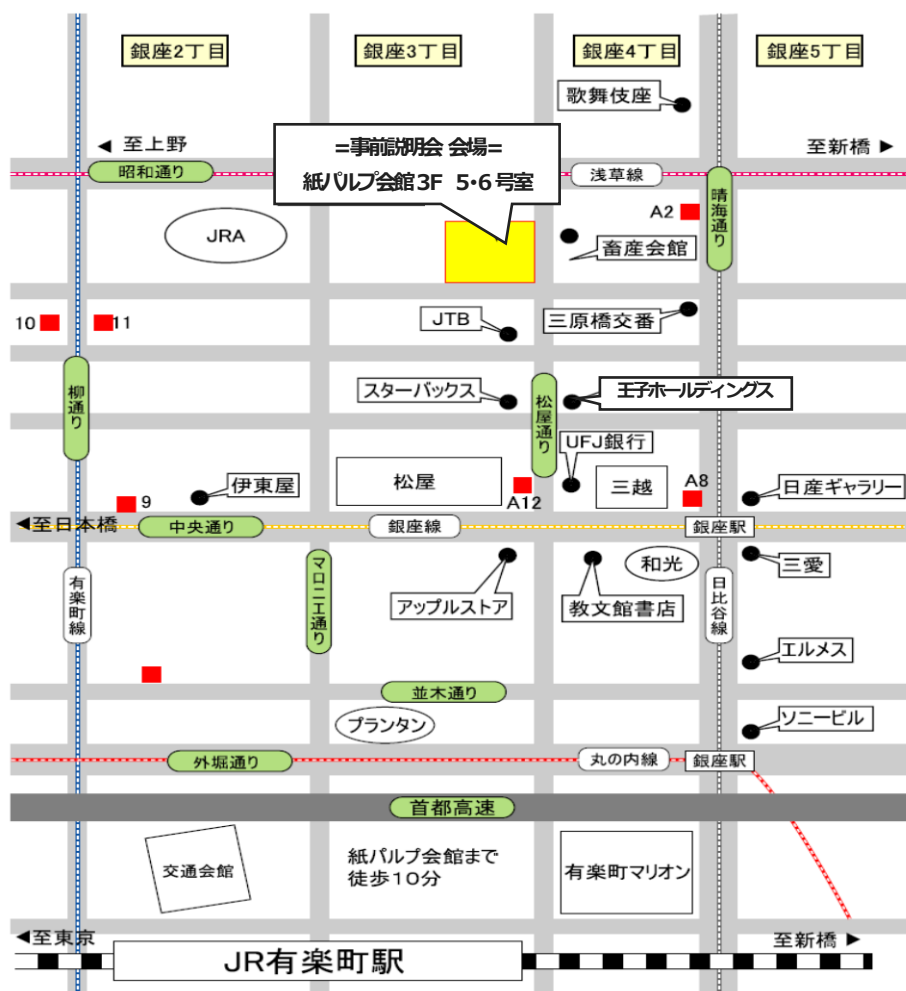 銀座2丁目
銀座3丁目
銀座4丁目
銀座5丁目
歌舞伎座
◀ 至上野
=事前説明会 会場=
紙パルプ会館3F 5・6号室
至新橋 ▶
昭和通り
浅草線
晴海通り
A2
JRA
畜産会館
10
11
JTB
三原橋交番
柳通り
スターバックス
松屋通り
王子ホールディングス
UFJ銀行
伊東屋
松屋
三越
A8
日産ギャラリー
9
A12
◀至日本橋
中央通り
銀座線
銀座駅
有楽町線
マロニエ通り
アップルストア
教文館書店
和光
日比谷線
三愛
エルメス
並木通り
プランタン
ソニービル
外堀通り
丸の内線
銀座駅
首都高速
交通会館
紙パルプ会館まで
徒歩10分
有楽町マリオン
◀至東京
至新橋 ▶
JR有楽町駅